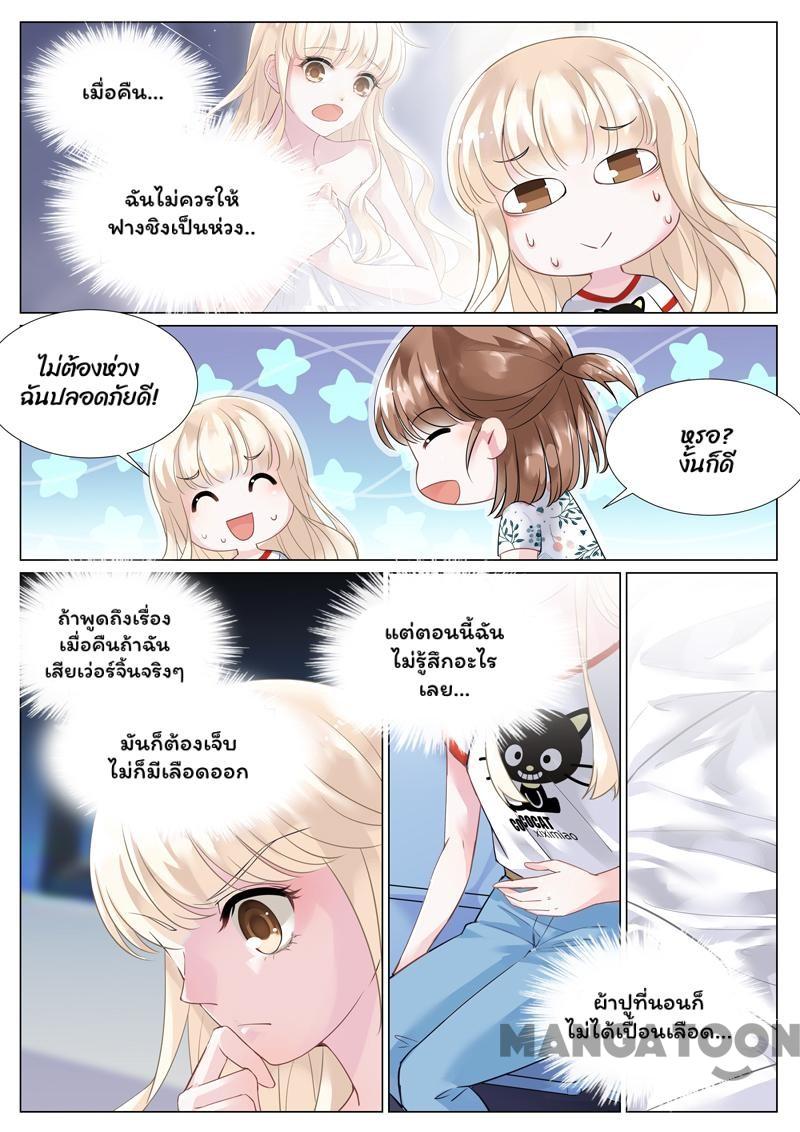 เมื่อคืน...
ฉันไม่ควรให้
ฟางชิงเป็นห่วง..
ไม่ต้องห่วง
ฉันปลอดภัยดี!
หรอ?
งั้นก็ดี
ถ้าพูดถึงเรื่อง
เมื่อคืนถ้าฉัน
เสียเว่อร์จิ้นจริงๆ
มันก็ต้องเจ็บ
ไม่ก็มีเลือดออก
แต่ตอนนี้ฉัน
ไม่รู้สึกอะไร
เลย...
COCOCAT
xiximiao
ผ้าปูที่นอนก็
ไม่ได้เปื้อนเลือด...
MANGATOON